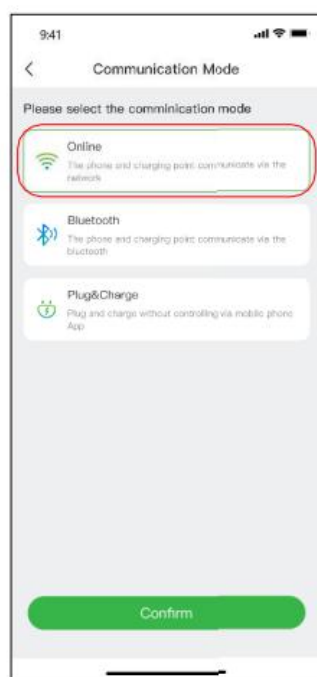 9:41
Communication Mode
Please select the comminication mode
Online
The phone and charging point communicate via the
network
Bluetooth
The phone and charging point communicate via the
bluetooth
Plug&Charge
Plug and charge without controlling via mobile phone
App
Confirm